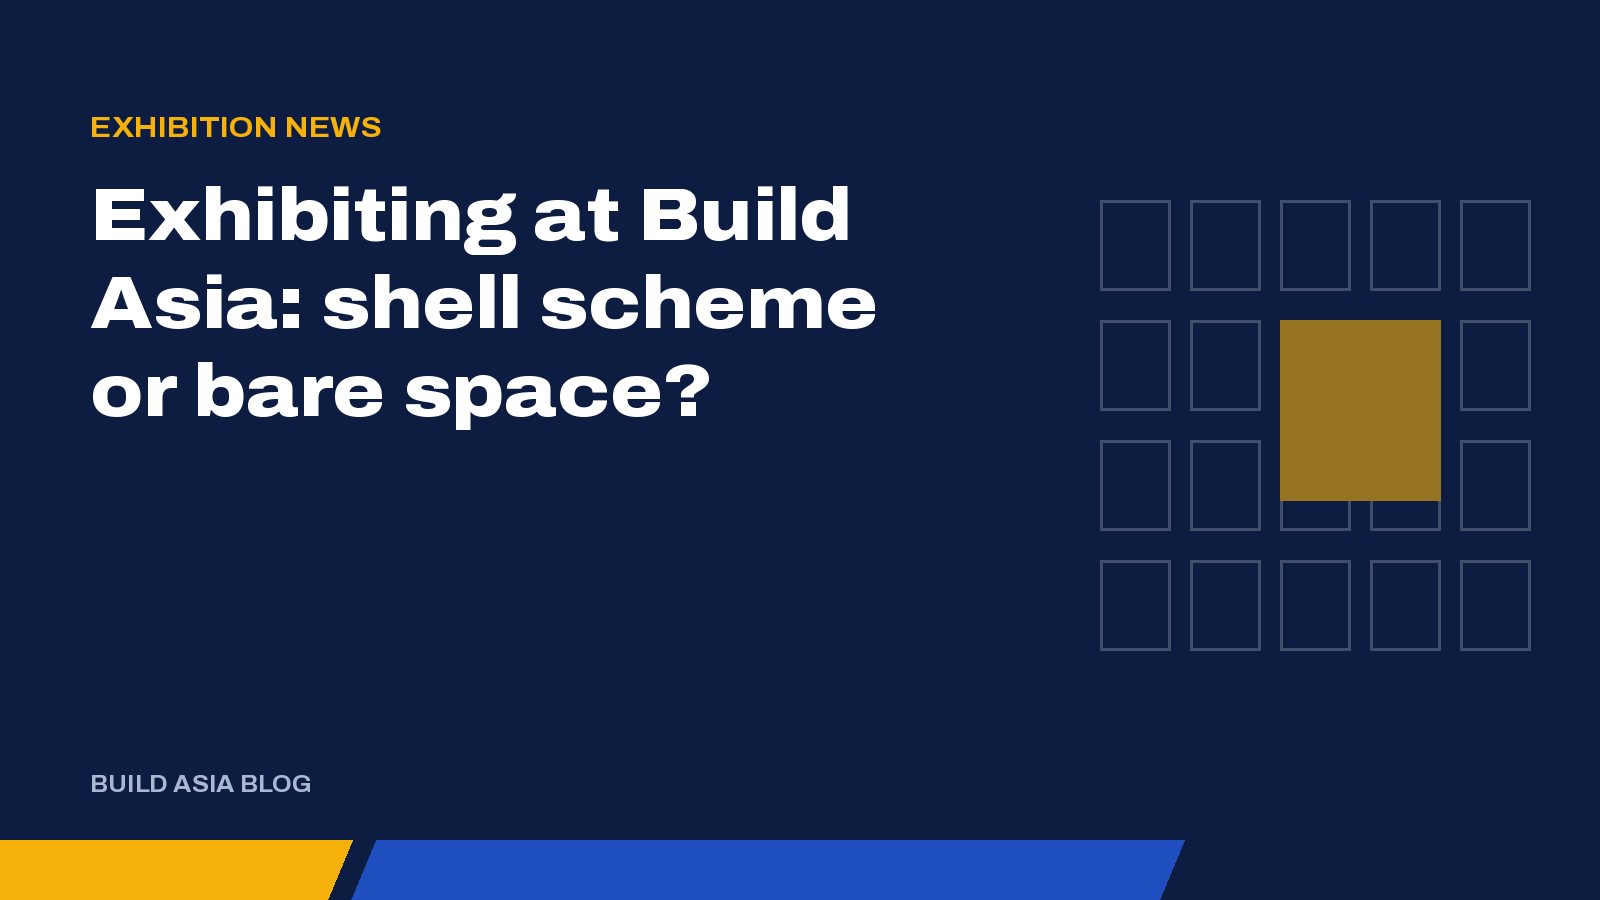 EXHIBITION NEWS
Exhibiting at Build
Asia: shell scheme
or bare space?
BUILD ASIA BLOG